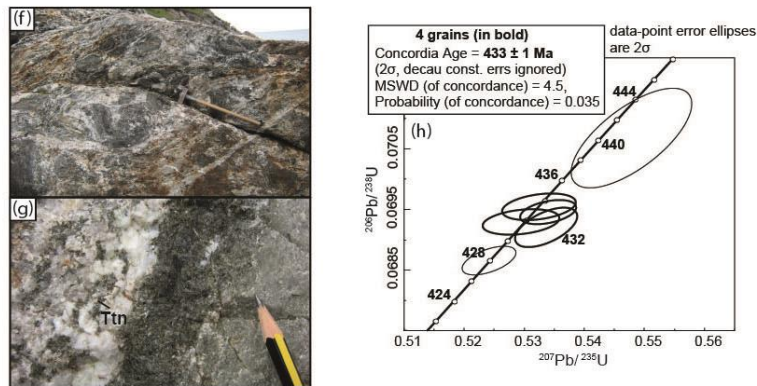 (f)
(g)
Ttn
4 grains (in bold)
Concordia Age = 433 ± 1 Ma
(2σ, decau const. errs ignored)
MSWD (of concordance) = 4.5,
Probability (of concordance) = 0.035
data-point error ellipses
are 2σ
(h)
444
440
436
432
428
424
0.0705
0.0695
0.0685
206Pb/238U
0.51
0.52
0.53
0.54
0.55
0.56
207Pb/235U